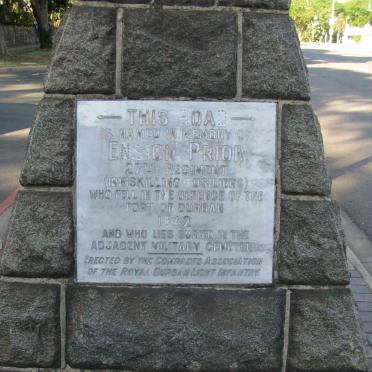 THIS ROAD
IS NAMED IN MEMORY OF
ENSIGN PRIOR
27TH REGIMENT
(INNISKILLING FUSILIERS)
WHO FELL IN THE DEFENCE OF THE
PORT OF DURBAN
1842
AND WHO LIES BURIED IN THE
ADJACENT MILITARY CEMETERY
ERECTED BY THE COMRADES ASSOCIATION
OF THE ROYAL DURBAN LIGHT INFANTRY.